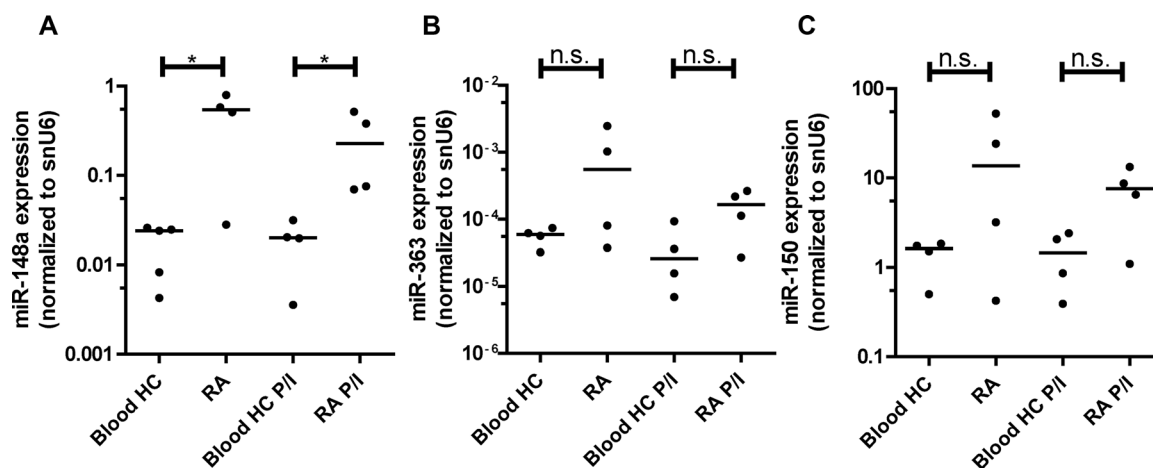 A
miR-148a expression
(normalized to snU6)
1
0.1
0.01
0.001
*
*
Blood HC
RA
Blood HC P/I
RA P/I
B
miR-363 expression
(normalized to snU6)
10⁻²
10⁻³
10⁻⁴
10⁻⁵
10⁻⁶
n.s.
n.s.
Blood HC
RA
Blood HC P/I
RA P/I
C
miR-150 expression
(normalized to snU6)
100
10
1
0.1
n.s.
n.s.
Blood HC
RA
Blood HC P/I
RA P/I